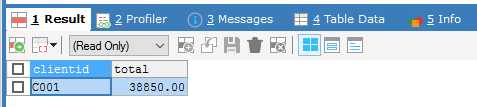 1 Result 2 Profiler 3 Messages 4 Table Data 5 Info
(Read Only)
clientid total
C001 38850.00